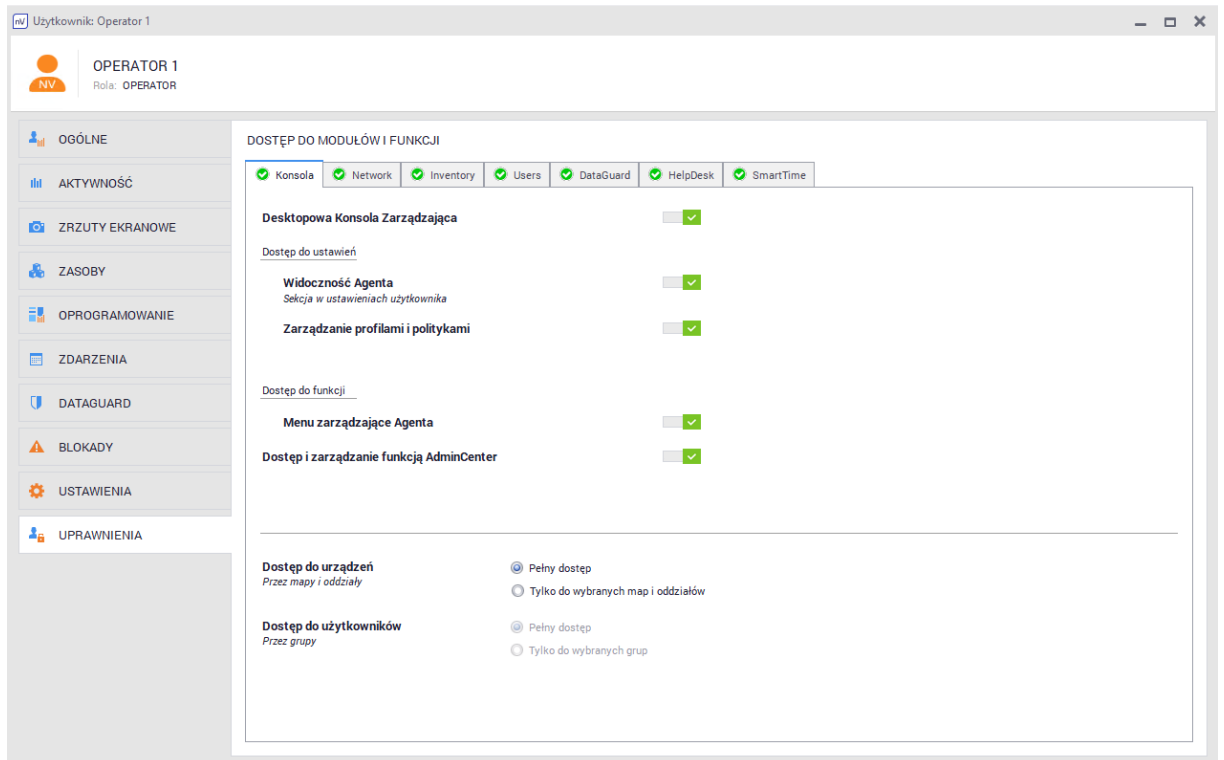 nV Użytkownik: Operator 1
NV
OPERATOR 1
Rola: OPERATOR
OGÓLNE
AKTYWNOŚĆ
ZRZUTY EKRANOWE
ZASOBY
OPROGRAMOWANIE
ZDARZENIA
DATAGUARD
BLOKADY
USTAWIENIA
UPRAWNIENIA
DOSTĘP DO MODUŁÓW I FUNKCJI
Konsola Network Inventory Users DataGuard HelpDesk SmartTime
Desktopowa Konsola Zarządzająca
Dostęp do ustawień
Widoczność Agenta
Sekcja w ustawieniach użytkownika
Zarządzanie profilami i politykami
Dostęp do funkcji
Menu zarządzające Agenta
Dostęp i zarządzanie funkcją AdminCenter
Dostęp do urządzeń
Przez mapy i oddziały
Pełny dostęp
Tylko do wybranych map i oddziałów
Dostęp do użytkowników
Przez grupy
Pełny dostęp
Tylko do wybranych grup